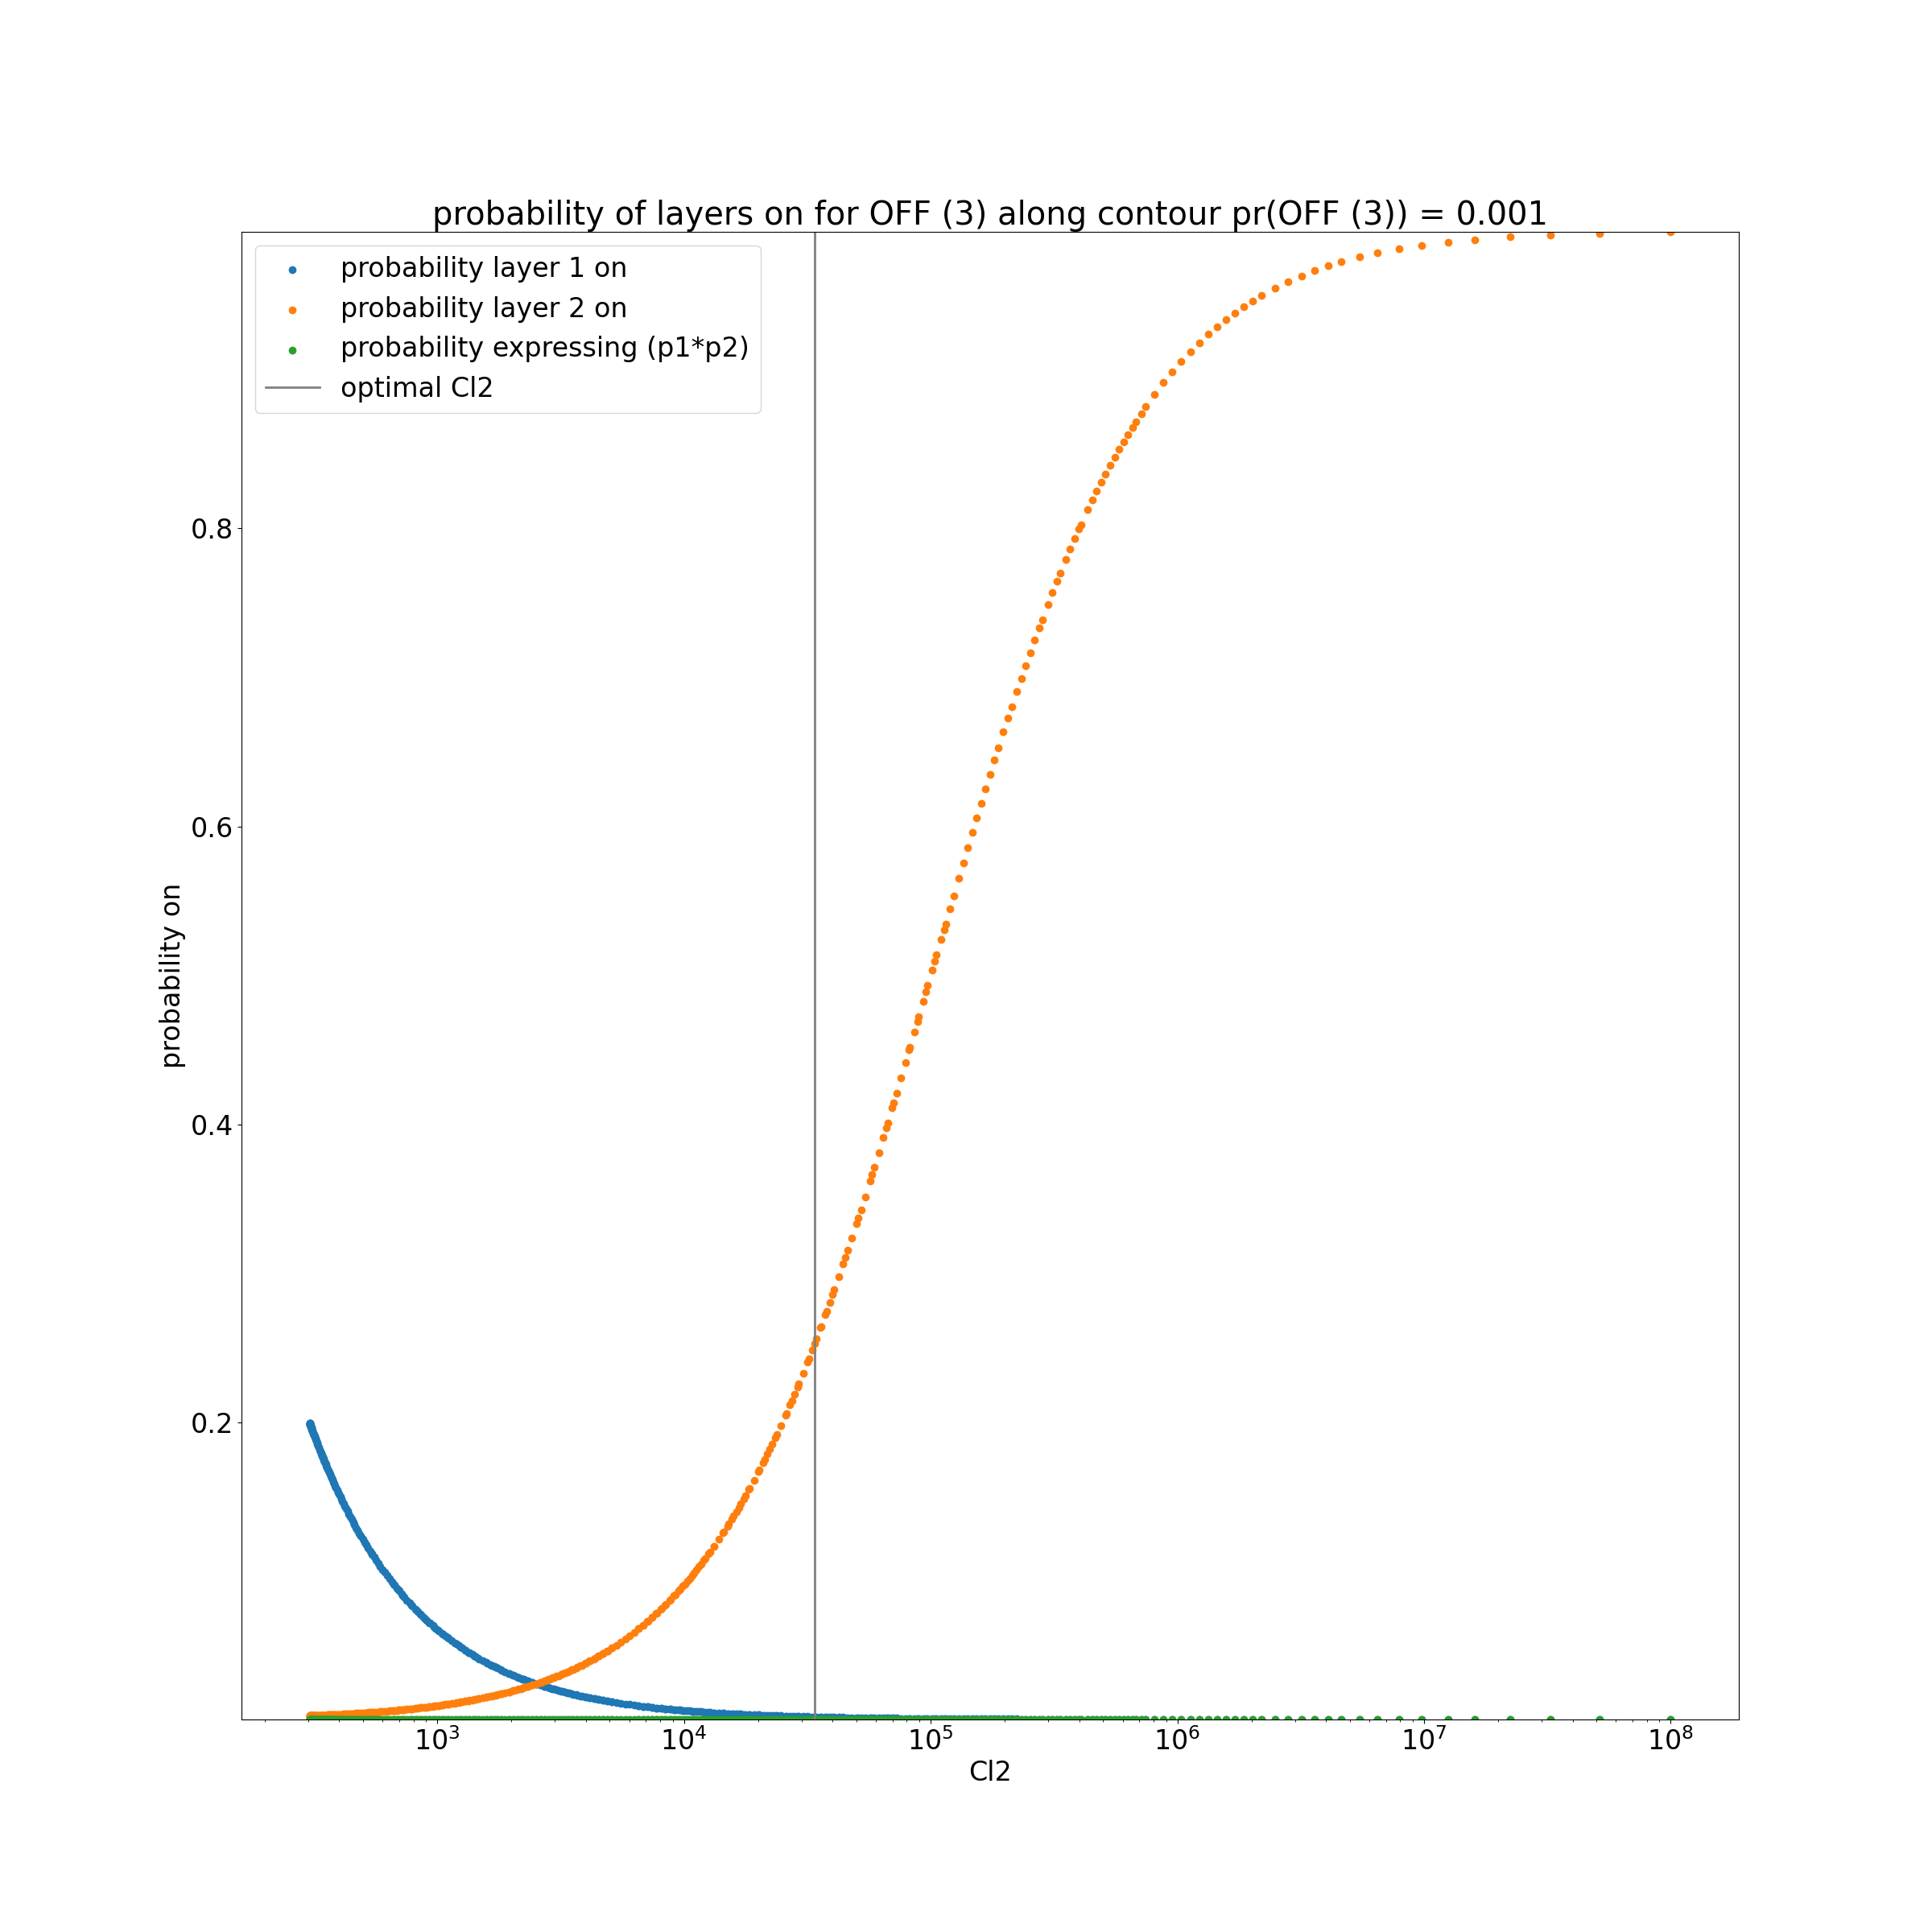 probability of layers on for OFF (3) along contour pr(OFF (3)) = 0.001
probability layer 1 on
probability layer 2 on
probability expressing (p1*p2)
optimal Cl2
0.8
0.6
0.4
0.2
probability on
10³ 10⁴ 10⁵ 10⁶ 10⁷ 10⁸
Cl2